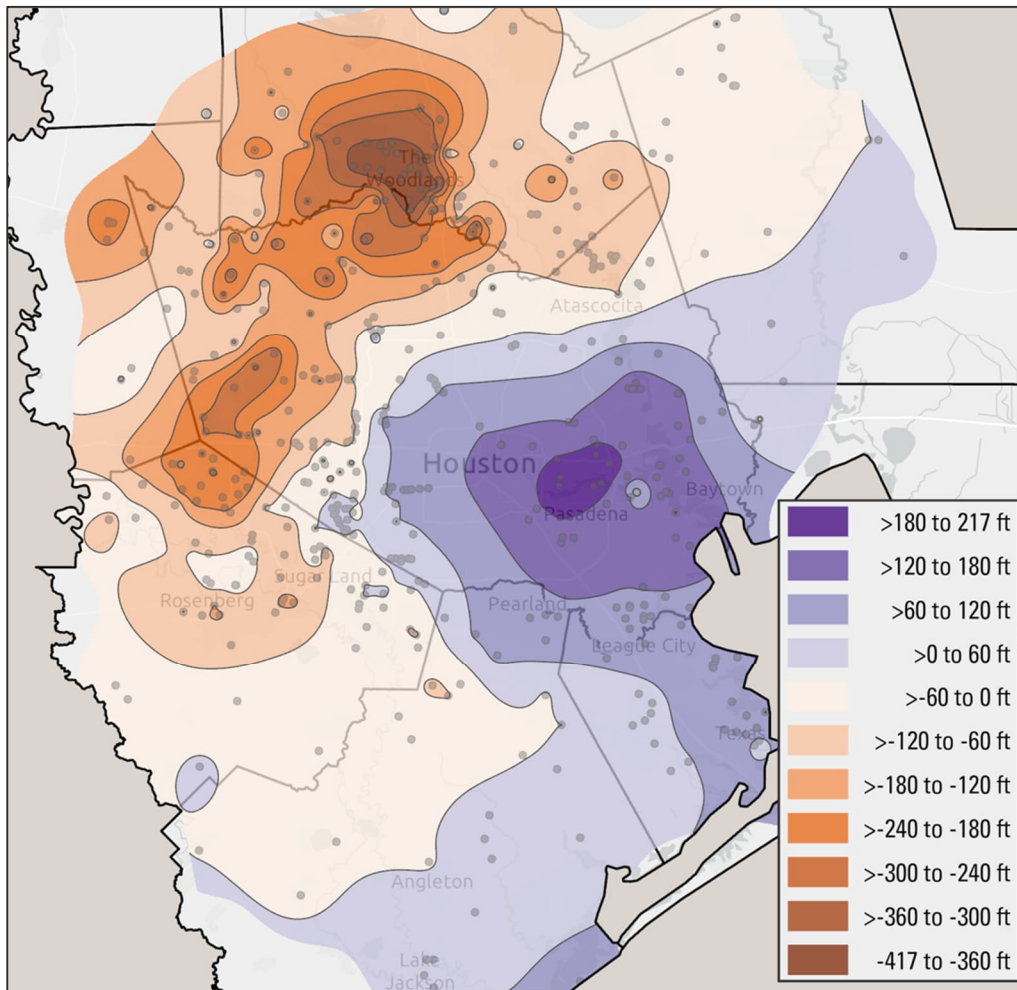 The
Woodlands
Atascocita
Houston
Baytown
Pasadena
Sugar Land
Rosenberg
Pearland
League City
Texas
Angleton
Lake
Jackson
>180 to 217 ft
>120 to 180 ft
>60 to 120 ft
>0 to 60 ft
>-60 to 0 ft
>-120 to -60 ft
>-180 to -120 ft
>-240 to -180 ft
>-300 to -240 ft
>-360 to -300 ft
-417 to -360 ft